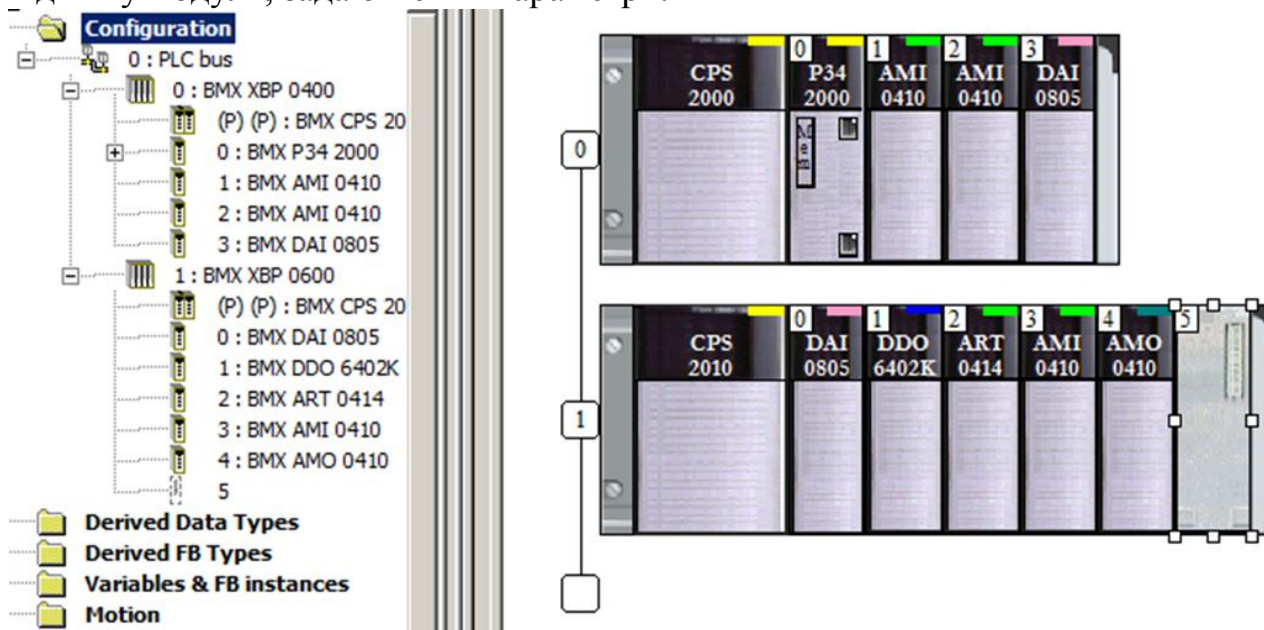 Configuration
0 : PLC bus
0 : BMX XBP 0400
(P) (P) : BMX CPS 20
0 : BMX P34 2000
1 : BMX AMI 0410
2 : BMX AMI 0410
3 : BMX DAI 0805
1 : BMX XBP 0600
(P) (P) : BMX CPS 20
0 : BMX DAI 0805
1 : BMX DDO 6402K
2 : BMX ART 0414
3 : BMX AMI 0410
4 : BMX AMO 0410
5
Derived Data Types
Derived FB Types
Variables & FB instances
Motion
0
CPS
2000
0
P34
2000
Mem
1
AMI
0410
2
AMI
0410
3
DAI
0805
1
CPS
2010
0
DAI
0805
1
DDO
6402K
2
ART
0414
3
AMI
0410
4
AMO
0410
5